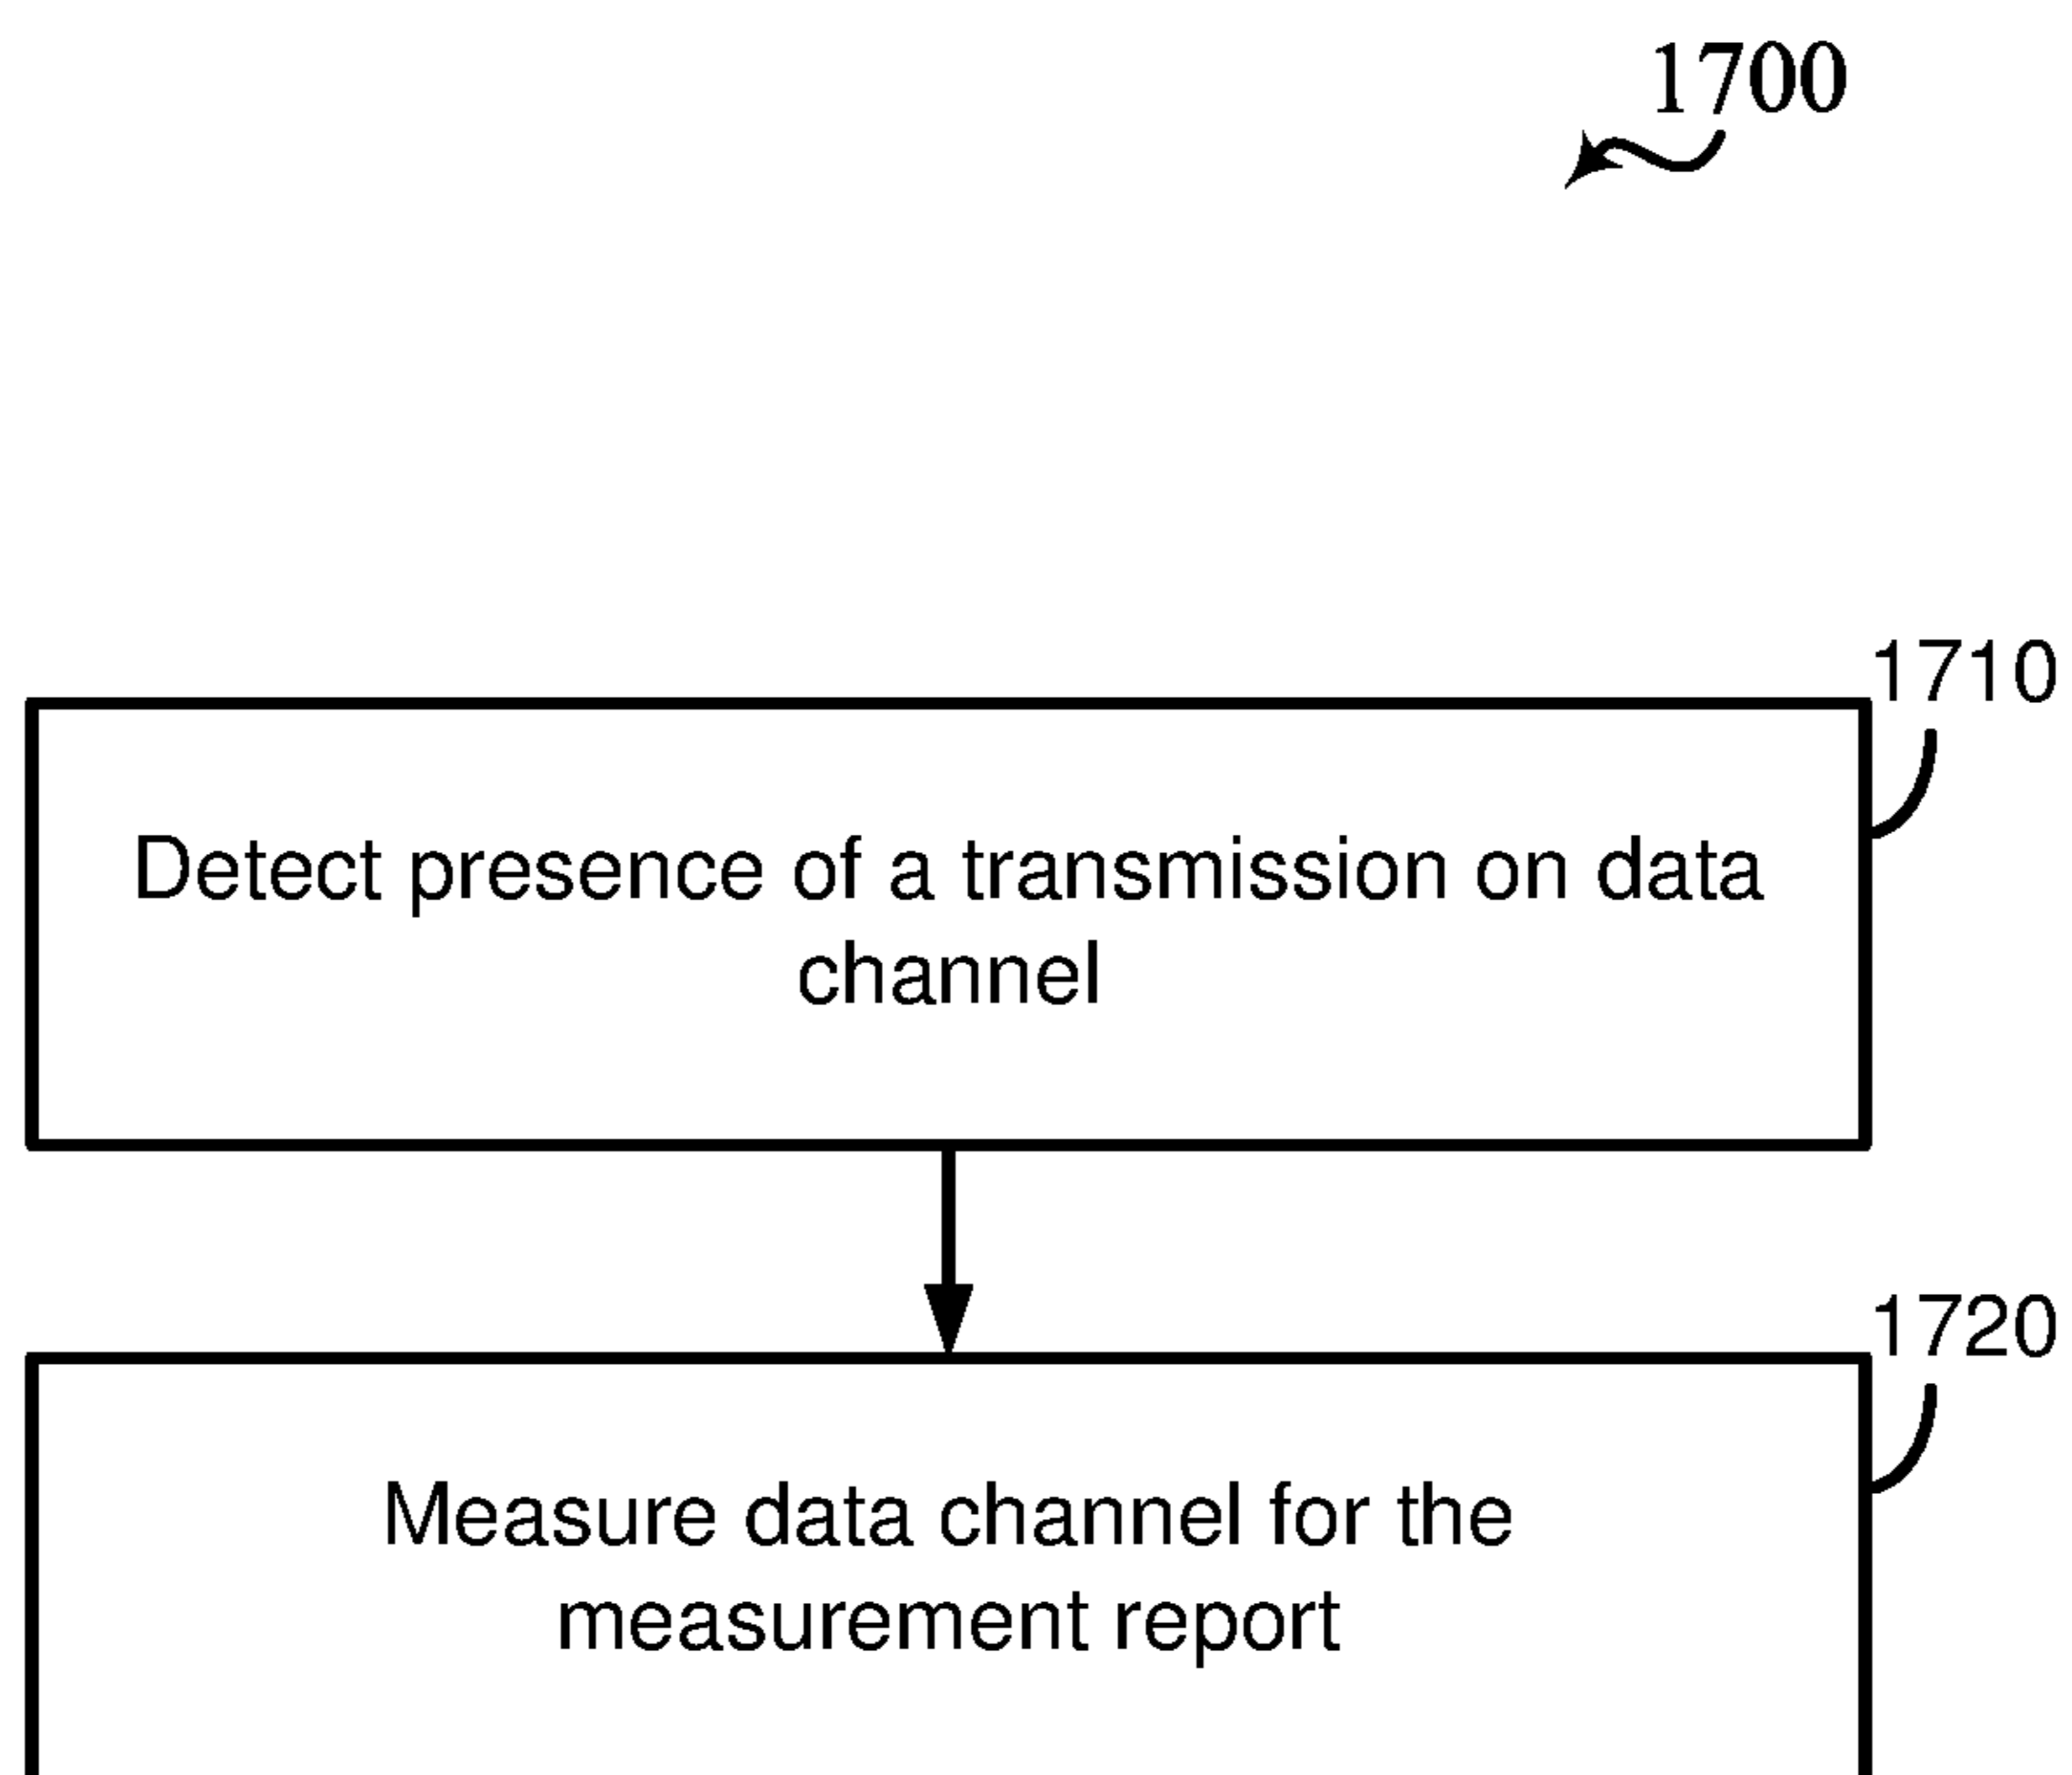 1700
1710
Detect presence of a transmission on data
channel
1720
Measure data channel for the
measurement report